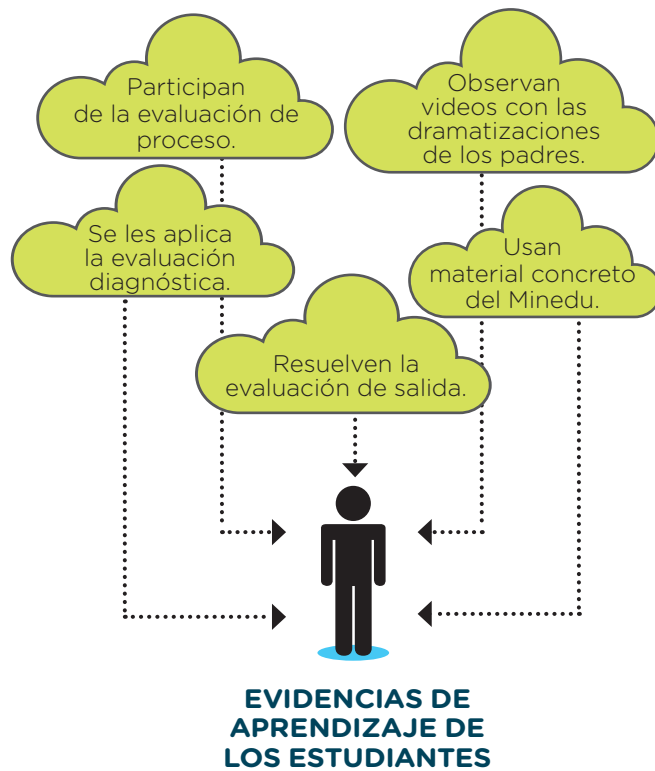 Participan
de la evaluación de
proceso.
Observan
videos con las
dramatizaciones
de los padres.
Se les aplica
la evaluación
diagnóstica.
Usan
material concreto
del Minedu.
Resuelven la
evaluación de salida.
EVIDENCIAS DE
APRENDIZAJE DE
LOS ESTUDIANTES